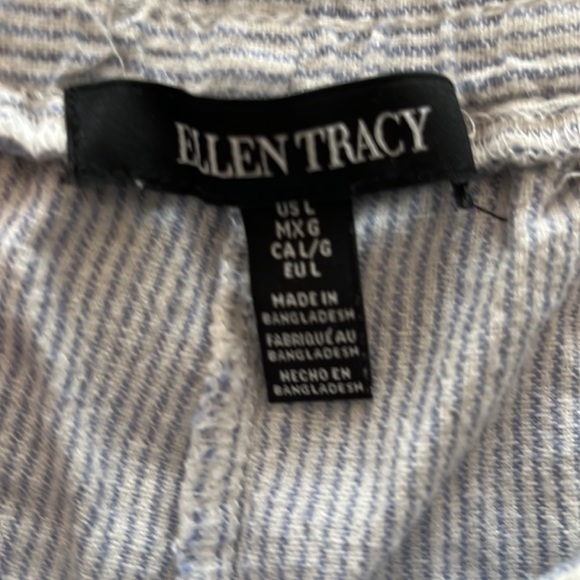 ELLEN TRACY
US L
MX G
CA L/G
EU L
MADE IN
BANGLADESH
FABRIQUÉ AU
BANGLADESH
HECHO EN
BANGLADESH